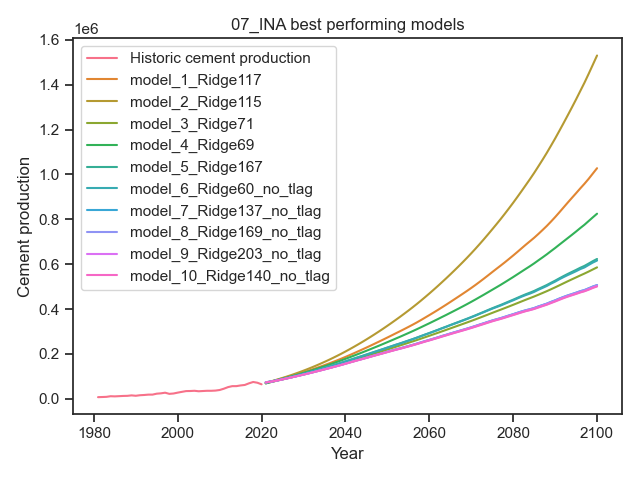 07_INA best performing models
1e6
1.6
1.4
1.2
1.0
0.8
0.6
0.4
0.2
0.0
Cement production
Historic cement production
model_1_Ridge117
model_2_Ridge115
model_3_Ridge71
model_4_Ridge69
model_5_Ridge167
model_6_Ridge60_no_tlag
model_7_Ridge137_no_tlag
model_8_Ridge169_no_tlag
model_9_Ridge203_no_tlag
model_10_Ridge140_no_tlag
1980 2000 2020 2040 2060 2080 2100
Year